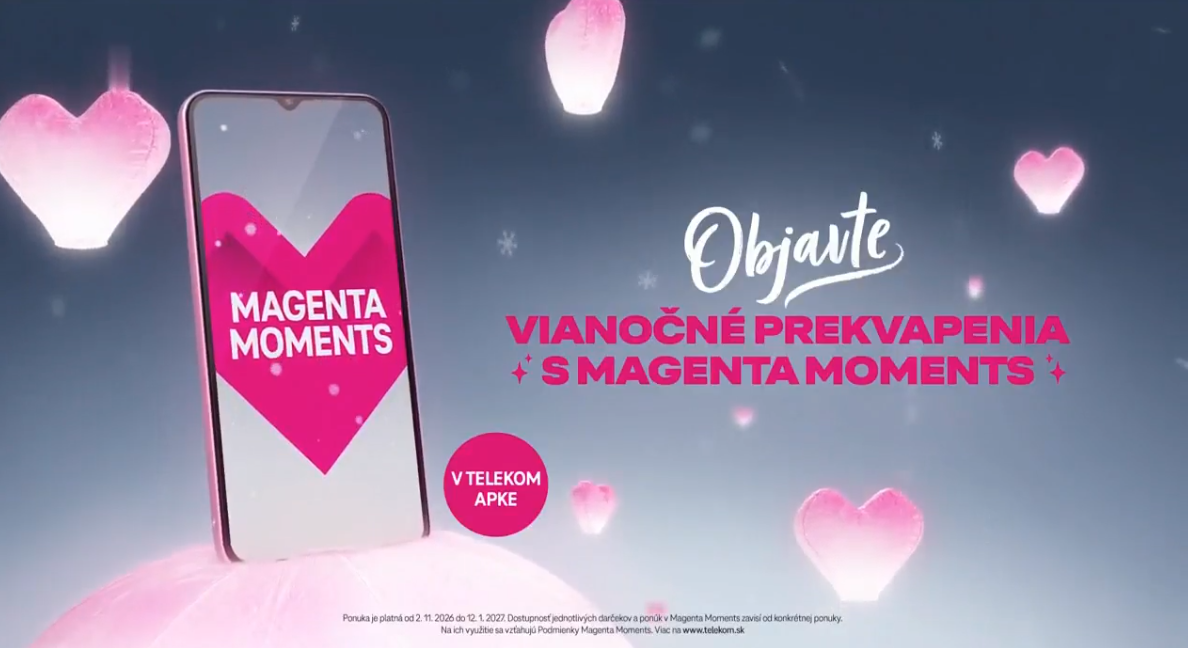 Objavte
VIANOČNÉ PREKVAPENIA
S MAGENTA MOMENTS
MAGENTA
MOMENTS
V TELEKOM
APKE
Ponuka je platná od 2. 11. 2026 do 12. 1. 2027. Dostupnosť jednotlivých darčekov a ponúk v Magenta Moments zavisí od konkrétnej ponuky.
Na ich využitie sa vzťahujú Podmienky Magenta Moments. Viac na www.telekom.sk